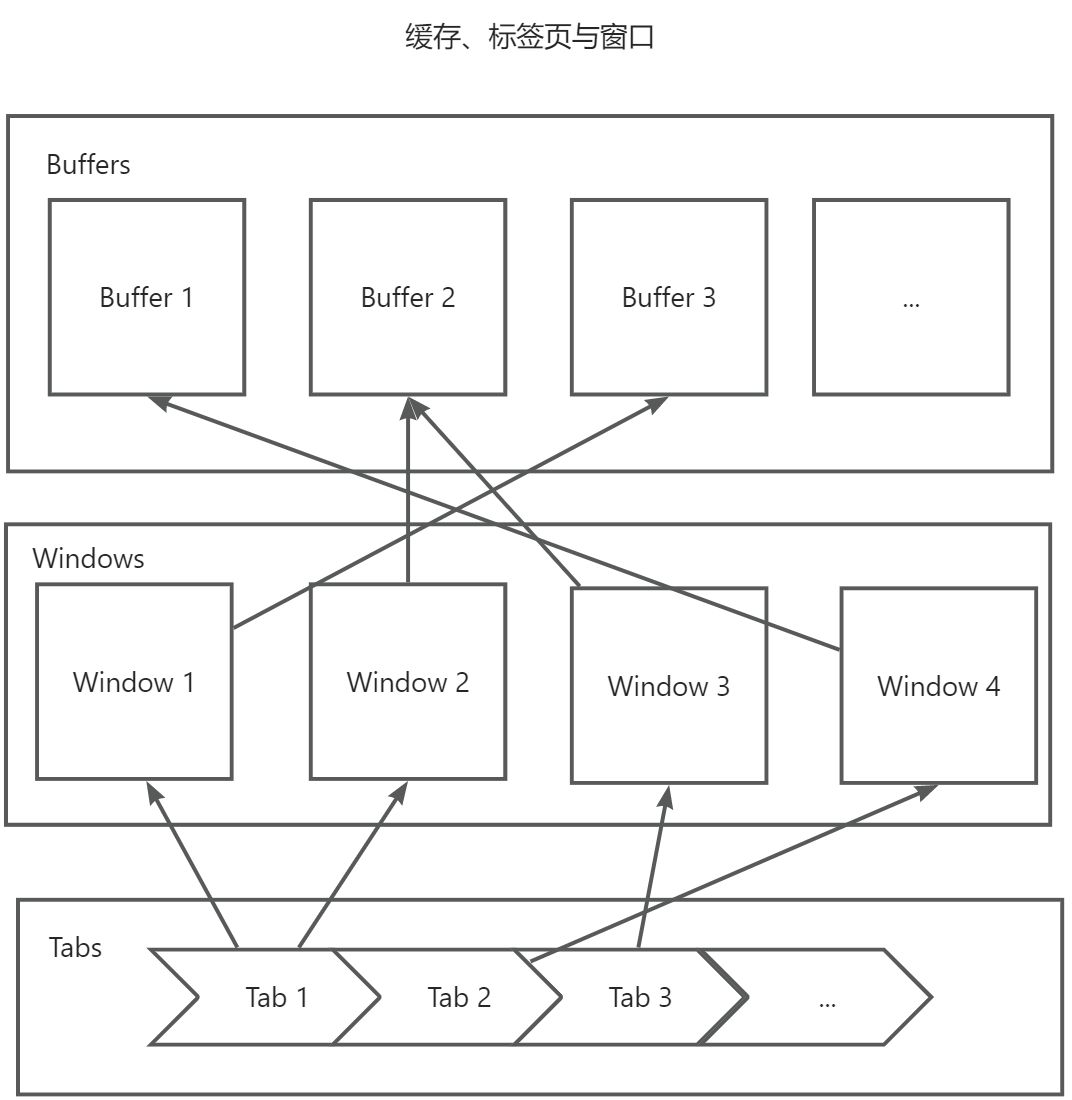 缓存、标签页与窗口
Buffers
Buffer 1
Buffer 2
Buffer 3
...
Windows
Window 1
Window 2
Window 3
Window 4
Tabs
Tab 1
Tab 2
Tab 3
...